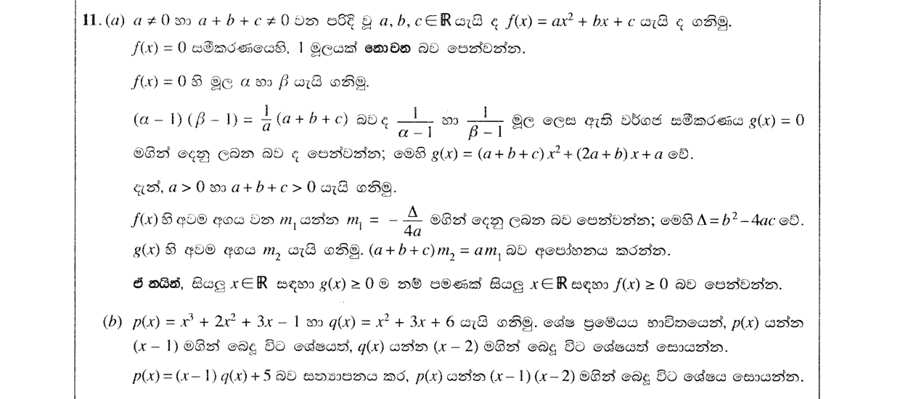 11. (a) a ≠ 0 හා a + b + c ≠ 0 වන පරිදි වූ a, b, c ∈ ℝ යැයි ද f(x) = ax² + bx + c යැයි ද ගනිමු.
f(x) = 0 සමීකරණයෙහි, 1 මූලයක් නොවන බව පෙන්වන්න.
f(x) = 0 හි මූල α හා β යැයි ගනිමු.
(α − 1) (β − 1) = 1/a (a + b + c) බව ද 1/(α − 1) හා 1/(β − 1) මූල ලෙස ඇති වර්ගජ සමීකරණය g(x) = 0
මගින් දෙනු ලබන බව ද පෙන්වන්න; මෙහි g(x) = (a + b + c) x² + (2a + b) x + a වේ.
දැන්, a > 0 හා a + b + c > 0 යැයි ගනිමු.
f(x) හි අවම අගය වන m₁ යන්න m₁ = − Δ/4a මගින් දෙනු ලබන බව පෙන්වන්න; මෙහි Δ = b² − 4ac වේ.
g(x) හි අවම අගය m₂ යැයි ගනිමු. (a + b + c) m₂ = am₁ බව අපෝහනය කරන්න.
ඒ නයින්, සියලු x ∈ ℝ සඳහා g(x) ≥ 0 ම නම් පමණක් සියලු x ∈ ℝ සඳහා f(x) ≥ 0 බව පෙන්වන්න.
(b) p(x) = x³ + 2x² + 3x − 1 හා q(x) = x² + 3x + 6 යැයි ගනිමු. ශේෂ ප්‍රමේයය භාවිතයෙන්, p(x) යන්න
(x − 1) මගින් බෙදූ විට ශේෂයත්, q(x) යන්න (x − 2) මගින් බෙදූ විට ශේෂයත් සොයන්න.
p(x) = (x − 1) q(x) + 5 බව සත්‍යාපනය කර, p(x) යන්න (x − 1) (x − 2) මගින් බෙදූ විට ශේෂය සොයන්න.